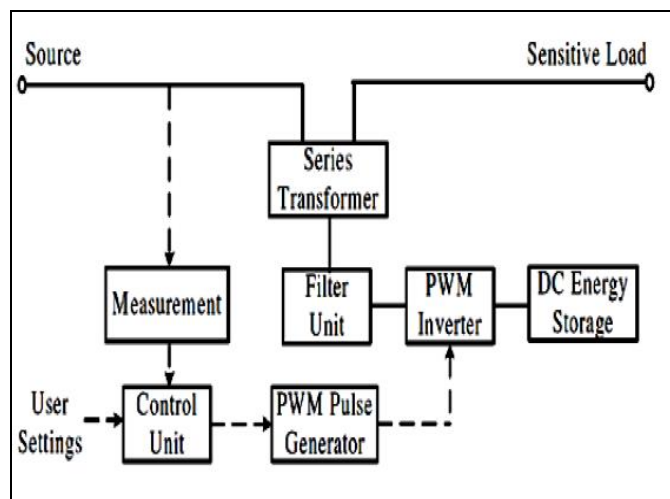 Source
Sensitive Load
Series
Transformer
Measurement
Filter
Unit
PWM
Inverter
DC Energy
Storage
User
Settings
Control
Unit
PWM Pulse
Generator